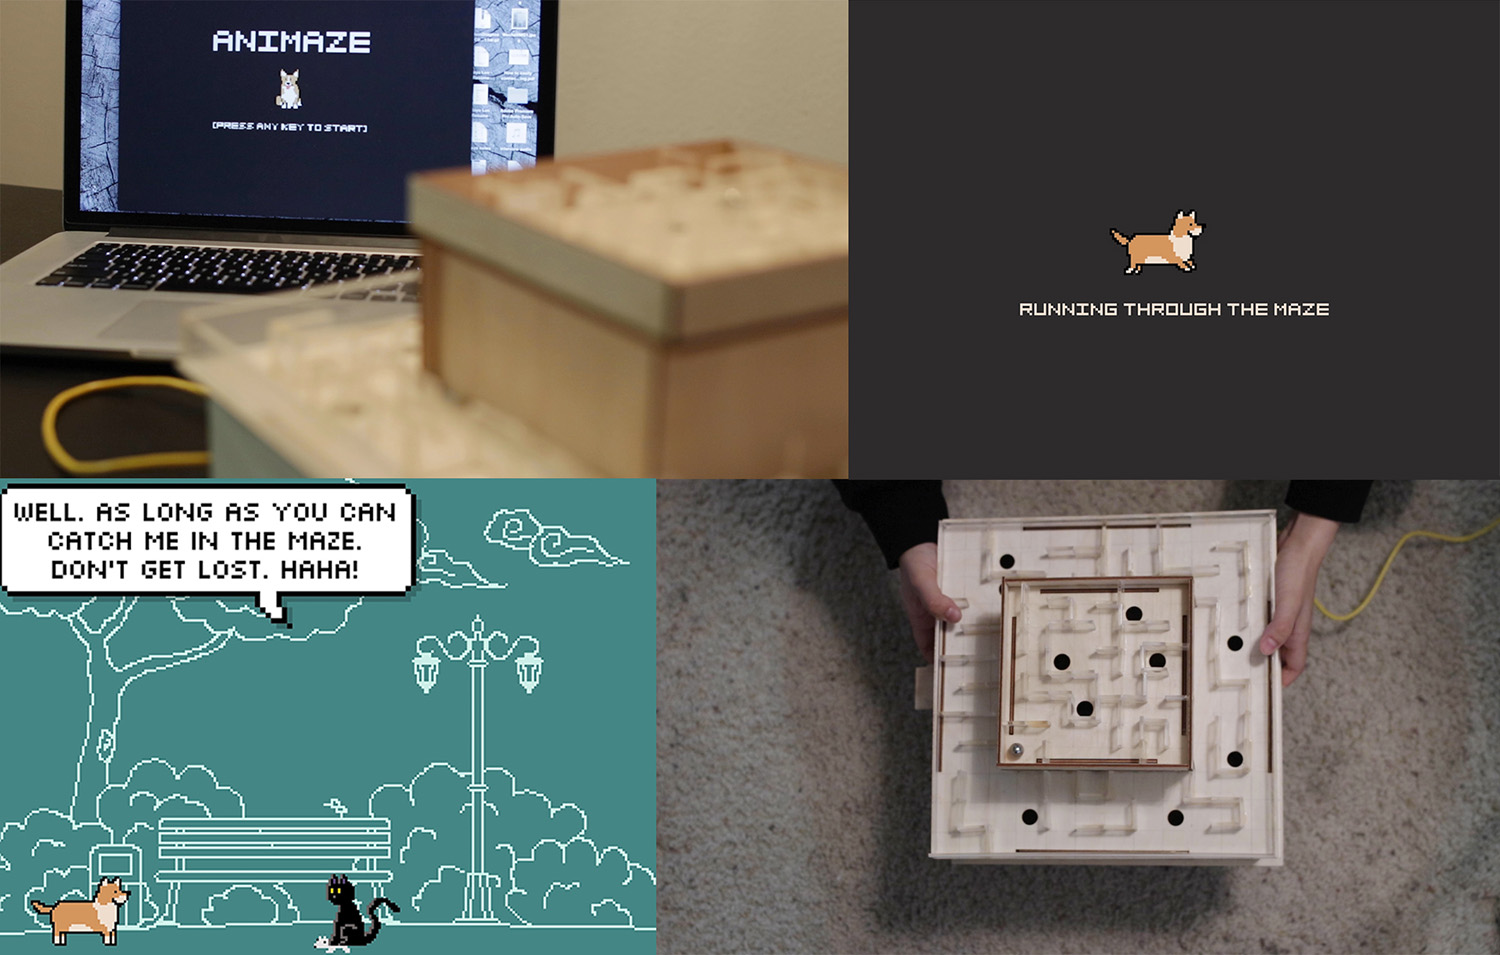 ANIMAZE
[PRESS ANY KEY TO START]
RUNNING THROUGH THE MAZE
WELL. AS LONG AS YOU CAN
CATCH ME IN THE MAZE.
DON'T GET LOST. HAHA!